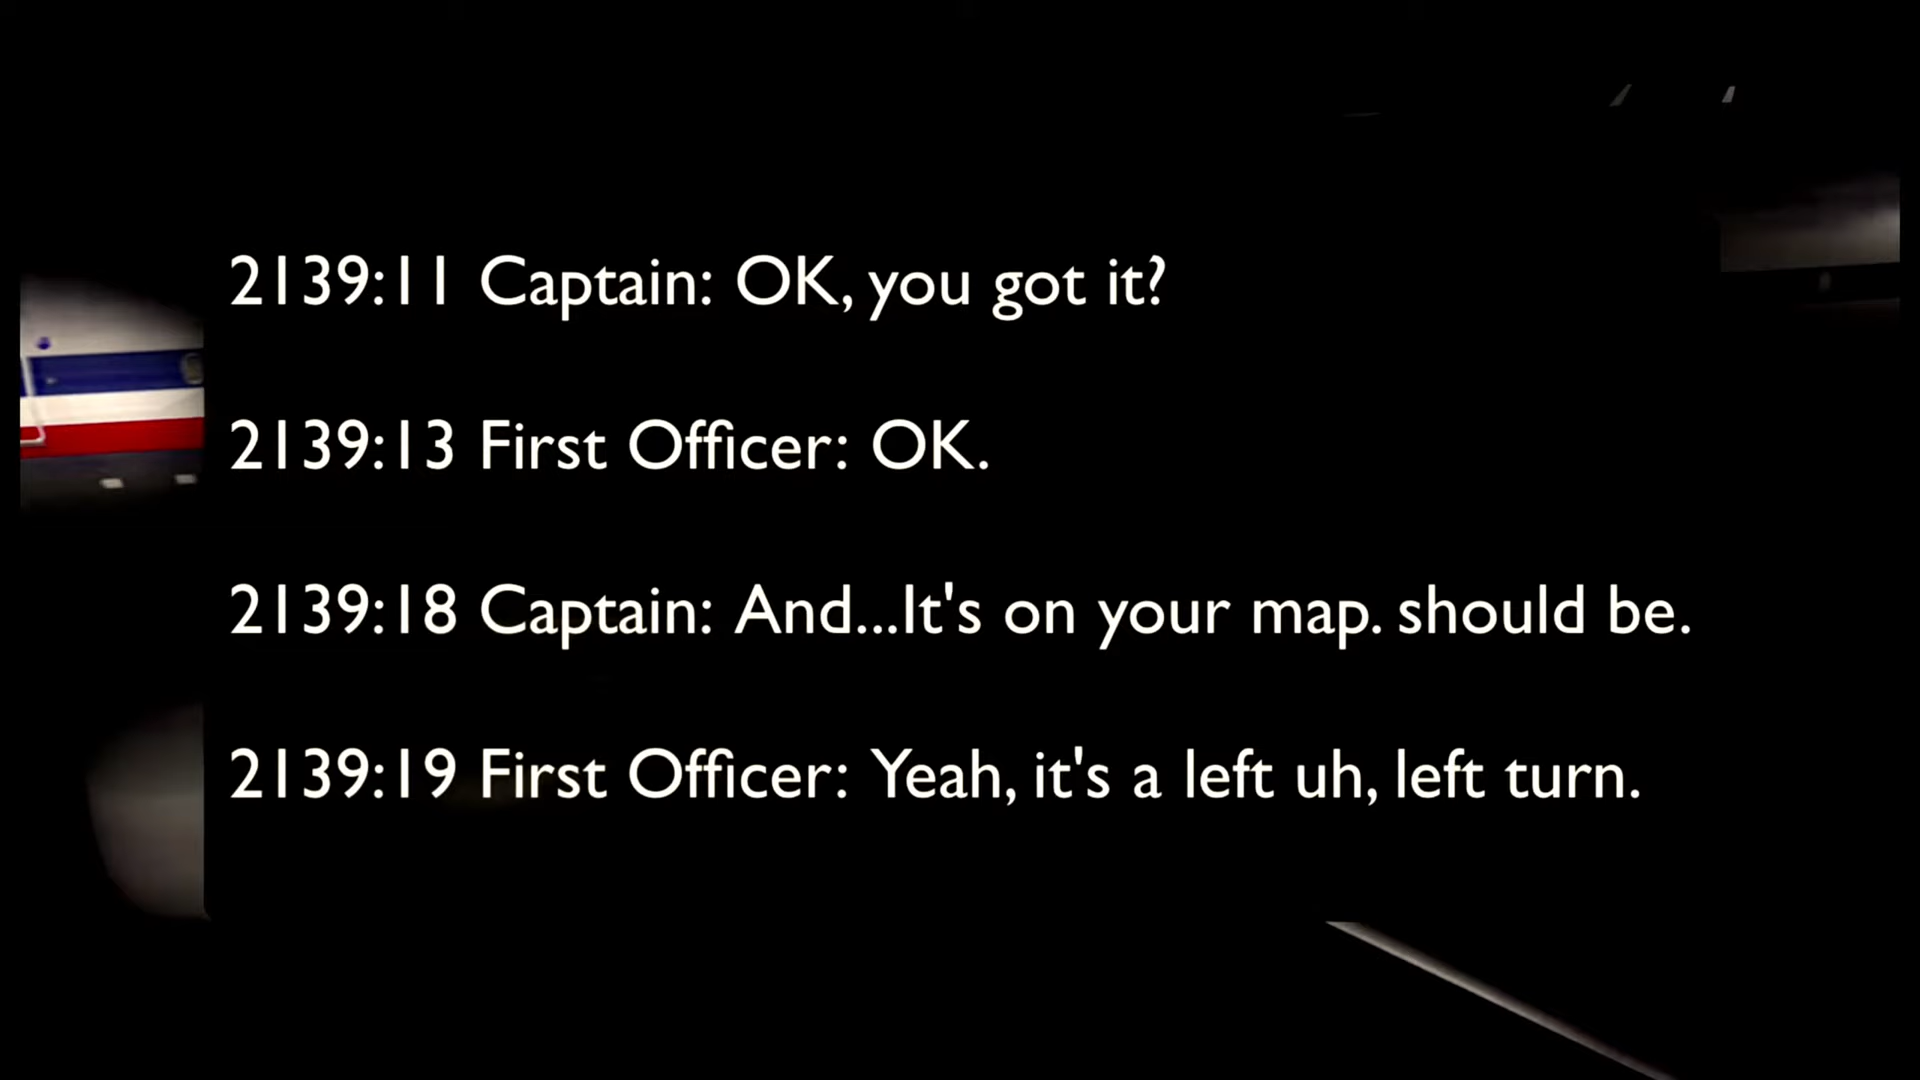 2139:11 Captain: OK, you got it?
2139:13 First Officer: OK.
2139:18 Captain: And...It's on your map. should be.
2139:19 First Officer: Yeah, it's a left uh, left turn.